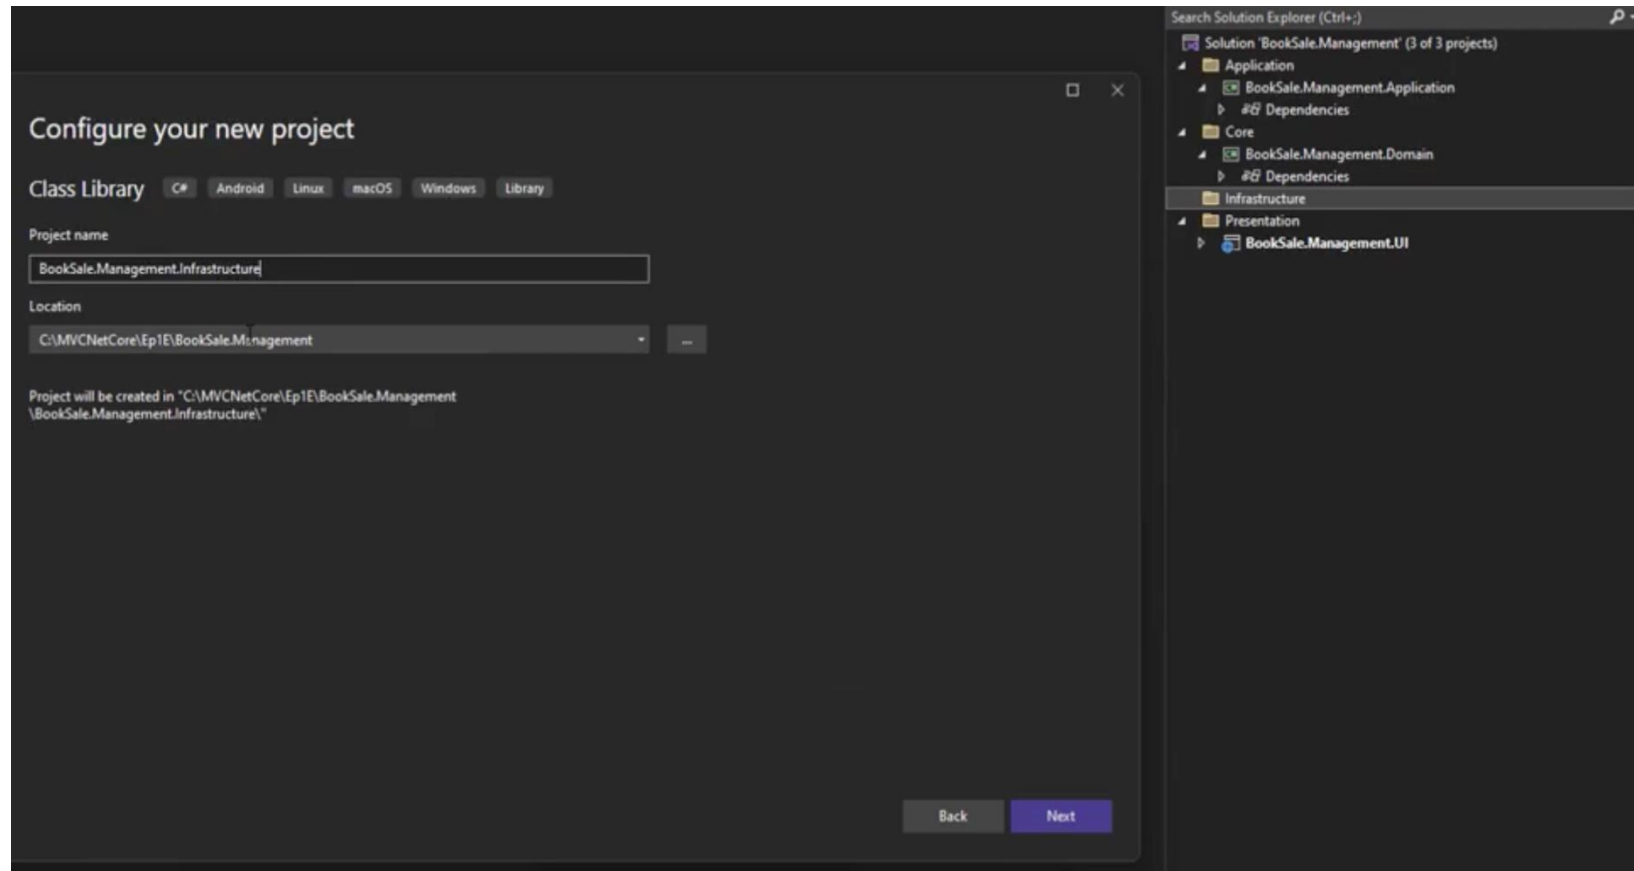 Search Solution Explorer (Ctrl+;)
Solution 'BookSale.Management' (3 of 3 projects)
Application
BookSale.Management.Application
Dependencies
Core
BookSale.Management.Domain
Dependencies
Infrastructure
Presentation
BookSale.Management.UI
Configure your new project
Class Library C# Android Linux macOS Windows Library
Project name
BookSale.Management.Infrastructure
Location
C:\MVCNetCore\Ep1E\BookSale.Management
...
Project will be created in "C:\MVCNetCore\Ep1E\BookSale.Management
\BookSale.Management.Infrastructure\"
Back Next